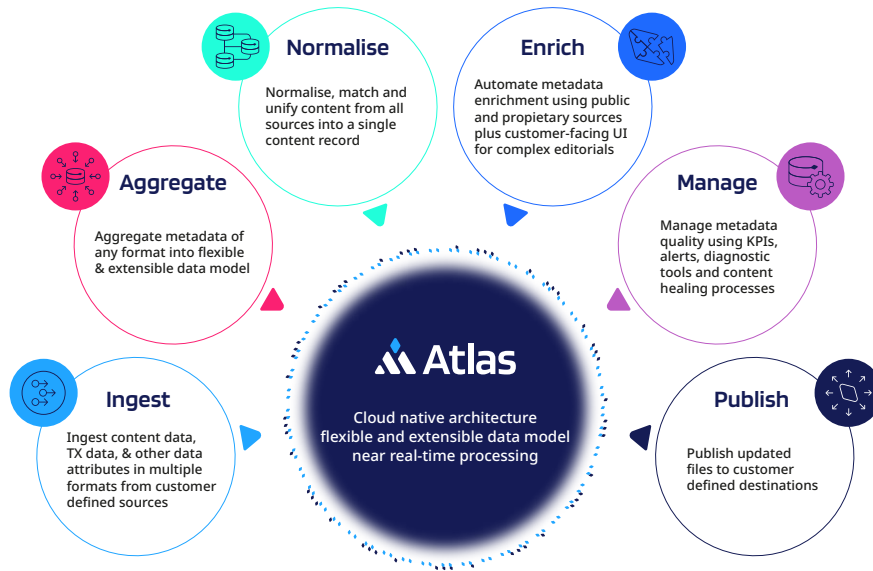 Normalise
Normalise, match and
unify content from all
sources into a single
content record
Enrich
Automate metadata
enrichment using public
and propietary sources
plus customer-facing UI
for complex editorials
Aggregate
Aggregate metadata of
any format into flexible
& extensible data model
Manage
Manage metadata
quality using KPIs,
alerts, diagnostic
tools and content
healing processes
Ingest
Ingest content data,
TX data, & other data
attributes in multiple
formats from customer
defined sources
Atlas
Cloud native architecture
flexible and extensible data model
near real-time processing
Publish
Publish updated
files to customer
defined destinations